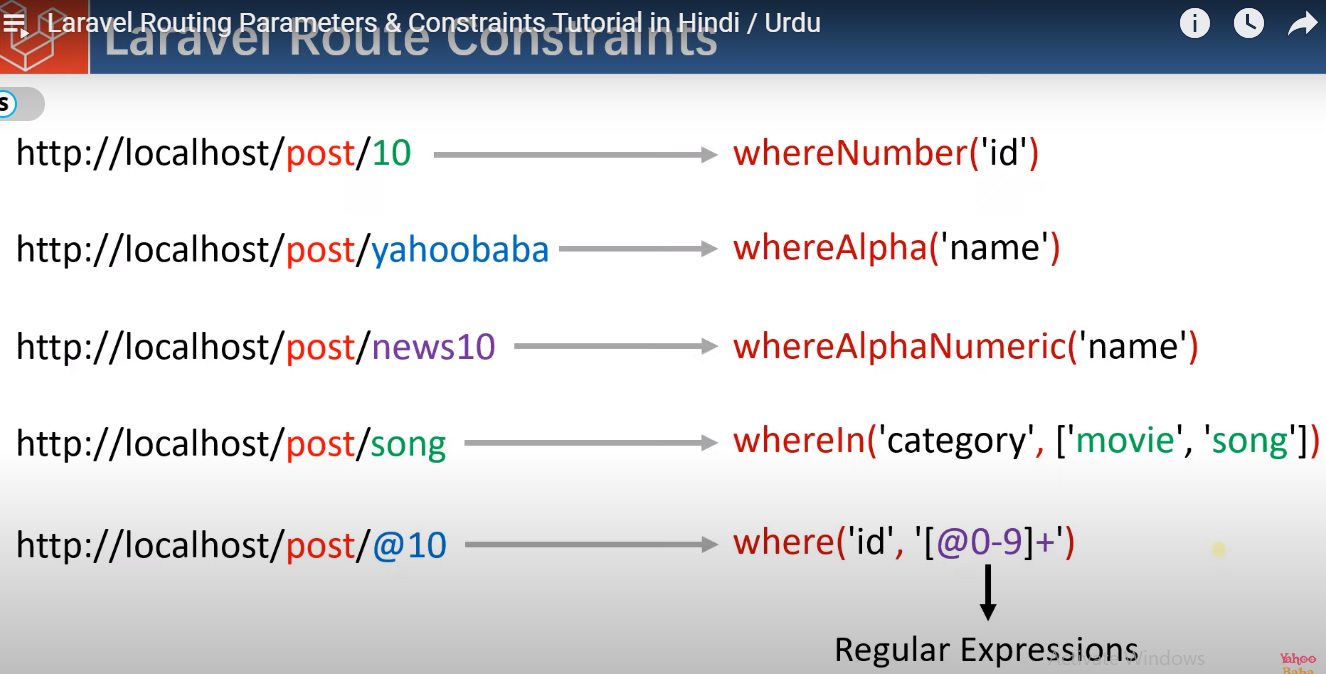 Laravel Routing Parameters & Constraints Tutorial in Hindi / Urdu
Laravel Route Constraints
S
http://localhost/post/10 whereNumber('id')
http://localhost/post/yahoobaba whereAlpha('name')
http://localhost/post/news10 whereAlphaNumeric('name')
http://localhost/post/song whereIn('category', ['movie', 'song'])
http://localhost/post/@10 where('id', '[@0-9]+')
Regular Expressions
Activate Windows
Yahoo
Baba